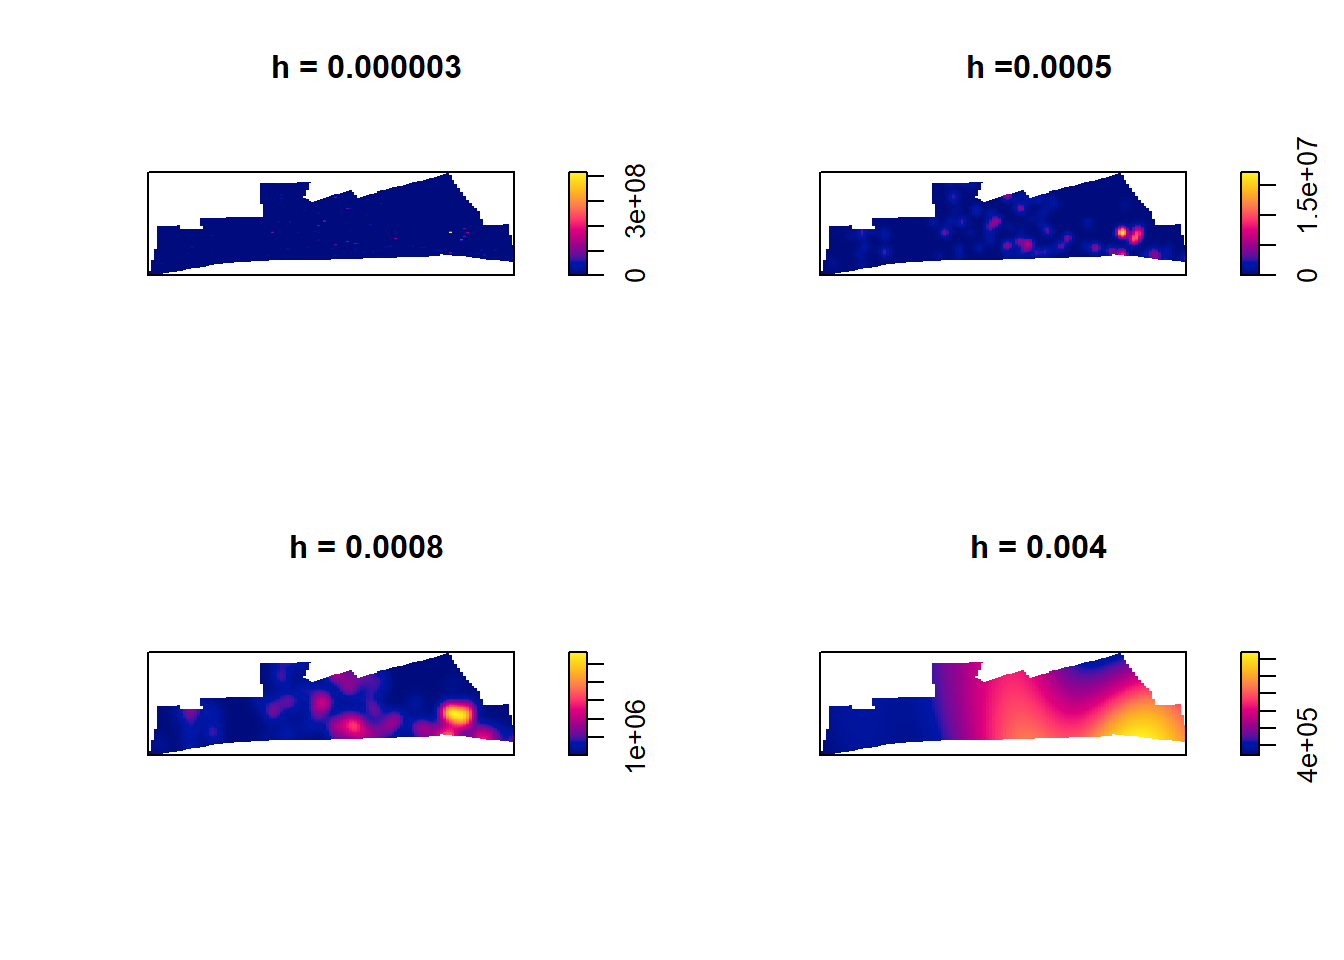 h = 0.000003
3e+08
0
h =0.0005
1.5e+07
0
h = 0.0008
1e+06
h = 0.004
4e+05